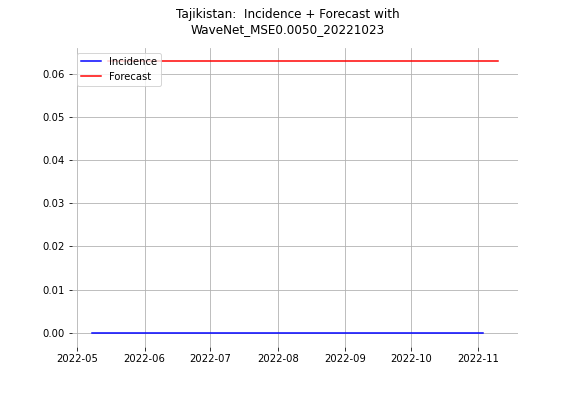 Tajikistan:  Incidence + Forecast with
WaveNet_MSE0.0050_20221023
Incidence
Forecast
0.06
0.05
0.04
0.03
0.02
0.01
0.00
2022-05 2022-06 2022-07 2022-08 2022-09 2022-10 2022-11